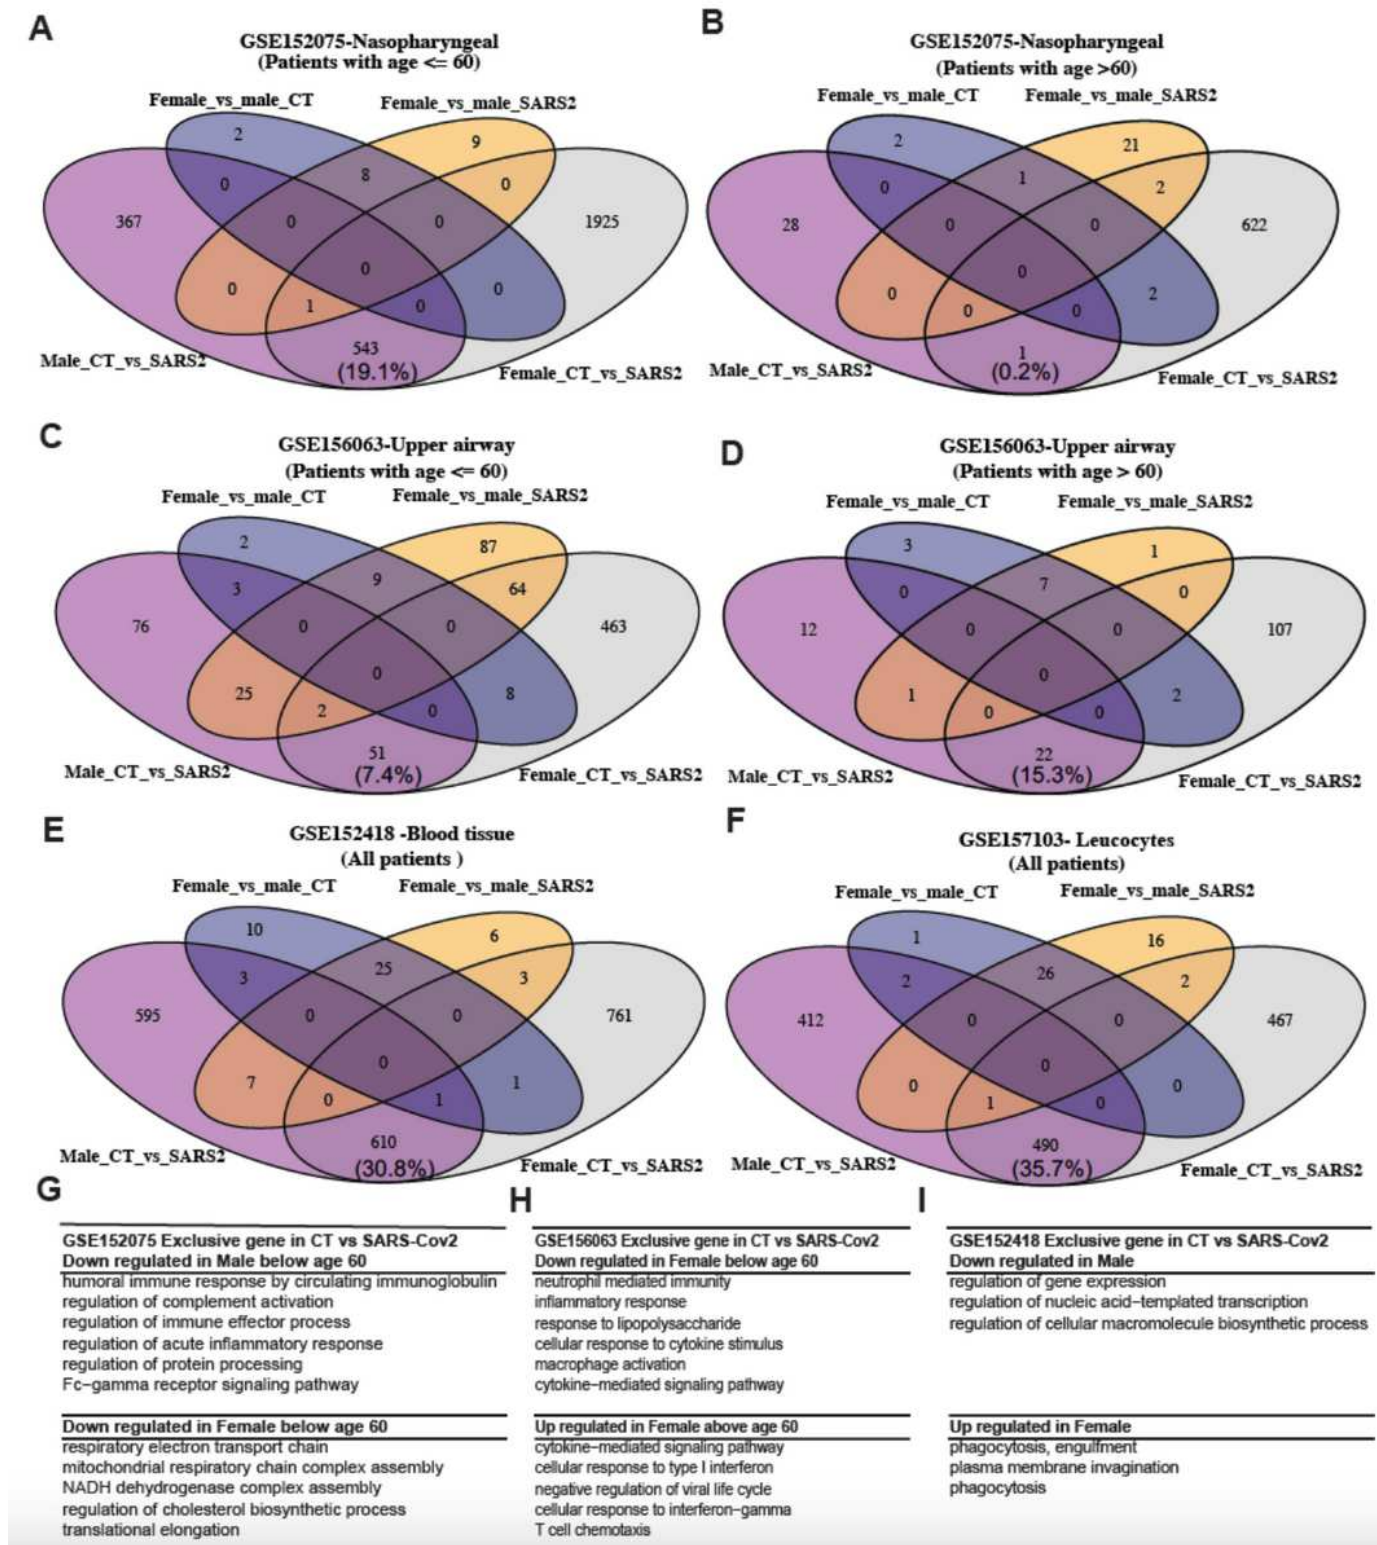 A
GSE152075-Nasopharyngeal
(Patients with age <= 60)
Female_vs_male_CT
Female_vs_male_SARS2
2
9
8
0
0
367
0
0
1925
0
0
0
1
0
543
(19.1%)
Male_CT_vs_SARS2
Female_CT_vs_SARS2
B
GSE152075-Nasopharyngeal
(Patients with age >60)
Female_vs_male_CT
Female_vs_male_SARS2
2
21
1
0
2
28
0
0
622
0
0
2
0
0
1
(0.2%)
Male_CT_vs_SARS2
Female_CT_vs_SARS2
C
GSE156063-Upper airway
(Patients with age <= 60)
Female_vs_male_CT
Female_vs_male_SARS2
2
87
9
3
64
76
0
0
463
0
25
8
2
0
51
(7.4%)
Male_CT_vs_SARS2
Female_CT_vs_SARS2
D
GSE156063-Upper airway
(Patients with age > 60)
Female_vs_male_CT
Female_vs_male_SARS2
3
1
7
0
0
12
0
0
107
0
1
2
0
0
22
(15.3%)
Male_CT_vs_SARS2
Female_CT_vs_SARS2
E
GSE152418 -Blood tissue
(All patients )
Female_vs_male_CT
Female_vs_male_SARS2
10
6
25
3
3
595
0
0
761
0
7
1
0
1
610
(30.8%)
Male_CT_vs_SARS2
Female_CT_vs_SARS2
F
GSE157103- Leucocytes
(All patients)
Female_vs_male_CT
Female_vs_male_SARS2
1
16
26
2
2
412
0
0
467
0
0
0
1
0
490
(35.7%)
Male_CT_vs_SARS2
Female_CT_vs_SARS2
G
GSE152075 Exclusive gene in CT vs SARS-Cov2
Down regulated in Male below age 60
humoral immune response by circulating immunoglobulin
regulation of complement activation
regulation of immune effector process
regulation of acute inflammatory response
regulation of protein processing
Fc−gamma receptor signaling pathway
Down regulated in Female below age 60
respiratory electron transport chain
mitochondrial respiratory chain complex assembly
NADH dehydrogenase complex assembly
regulation of cholesterol biosynthetic process
translational elongation
H
GSE156063 Exclusive gene in CT vs SARS-Cov2
Down regulated in Female below age 60
neutrophil mediated immunity
inflammatory response
response to lipopolysaccharide
cellular response to cytokine stimulus
macrophage activation
cytokine−mediated signaling pathway
Up regulated in Female above age 60
cytokine−mediated signaling pathway
cellular response to type I interferon
negative regulation of viral life cycle
cellular response to interferon−gamma
T cell chemotaxis
I
GSE152418 Exclusive gene in CT vs SARS-Cov2
Down regulated in Male
regulation of gene expression
regulation of nucleic acid−templated transcription
regulation of cellular macromolecule biosynthetic process
Up regulated in Female
phagocytosis, engulfment
plasma membrane invagination
phagocytosis